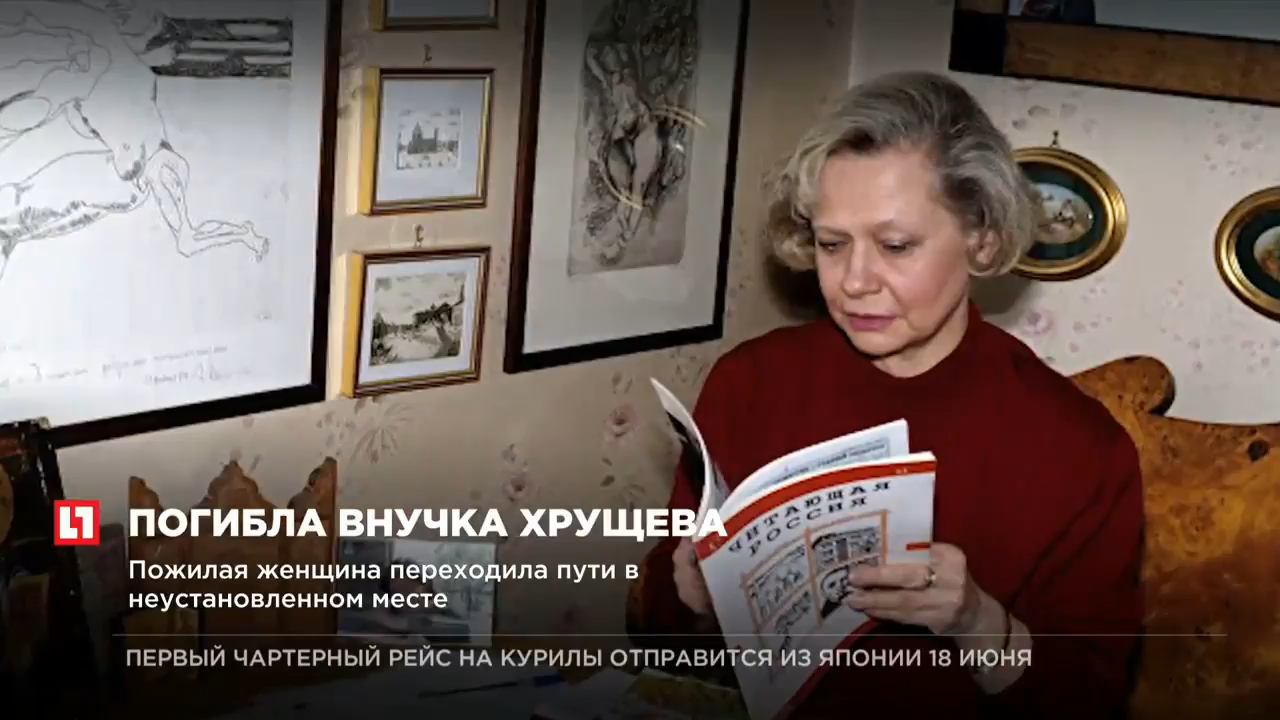 ЧИТАЮЩАЯ
РОССИЯ
ПОГИБЛА ВНУЧКА ХРУЩЕВА
Пожилая женщина переходила пути в
неустановленном месте
ПЕРВЫЙ ЧАРТЕРНЫЙ РЕЙС НА КУРИЛЫ ОТПРАВИТСЯ ИЗ ЯПОНИИ 18 ИЮНЯ